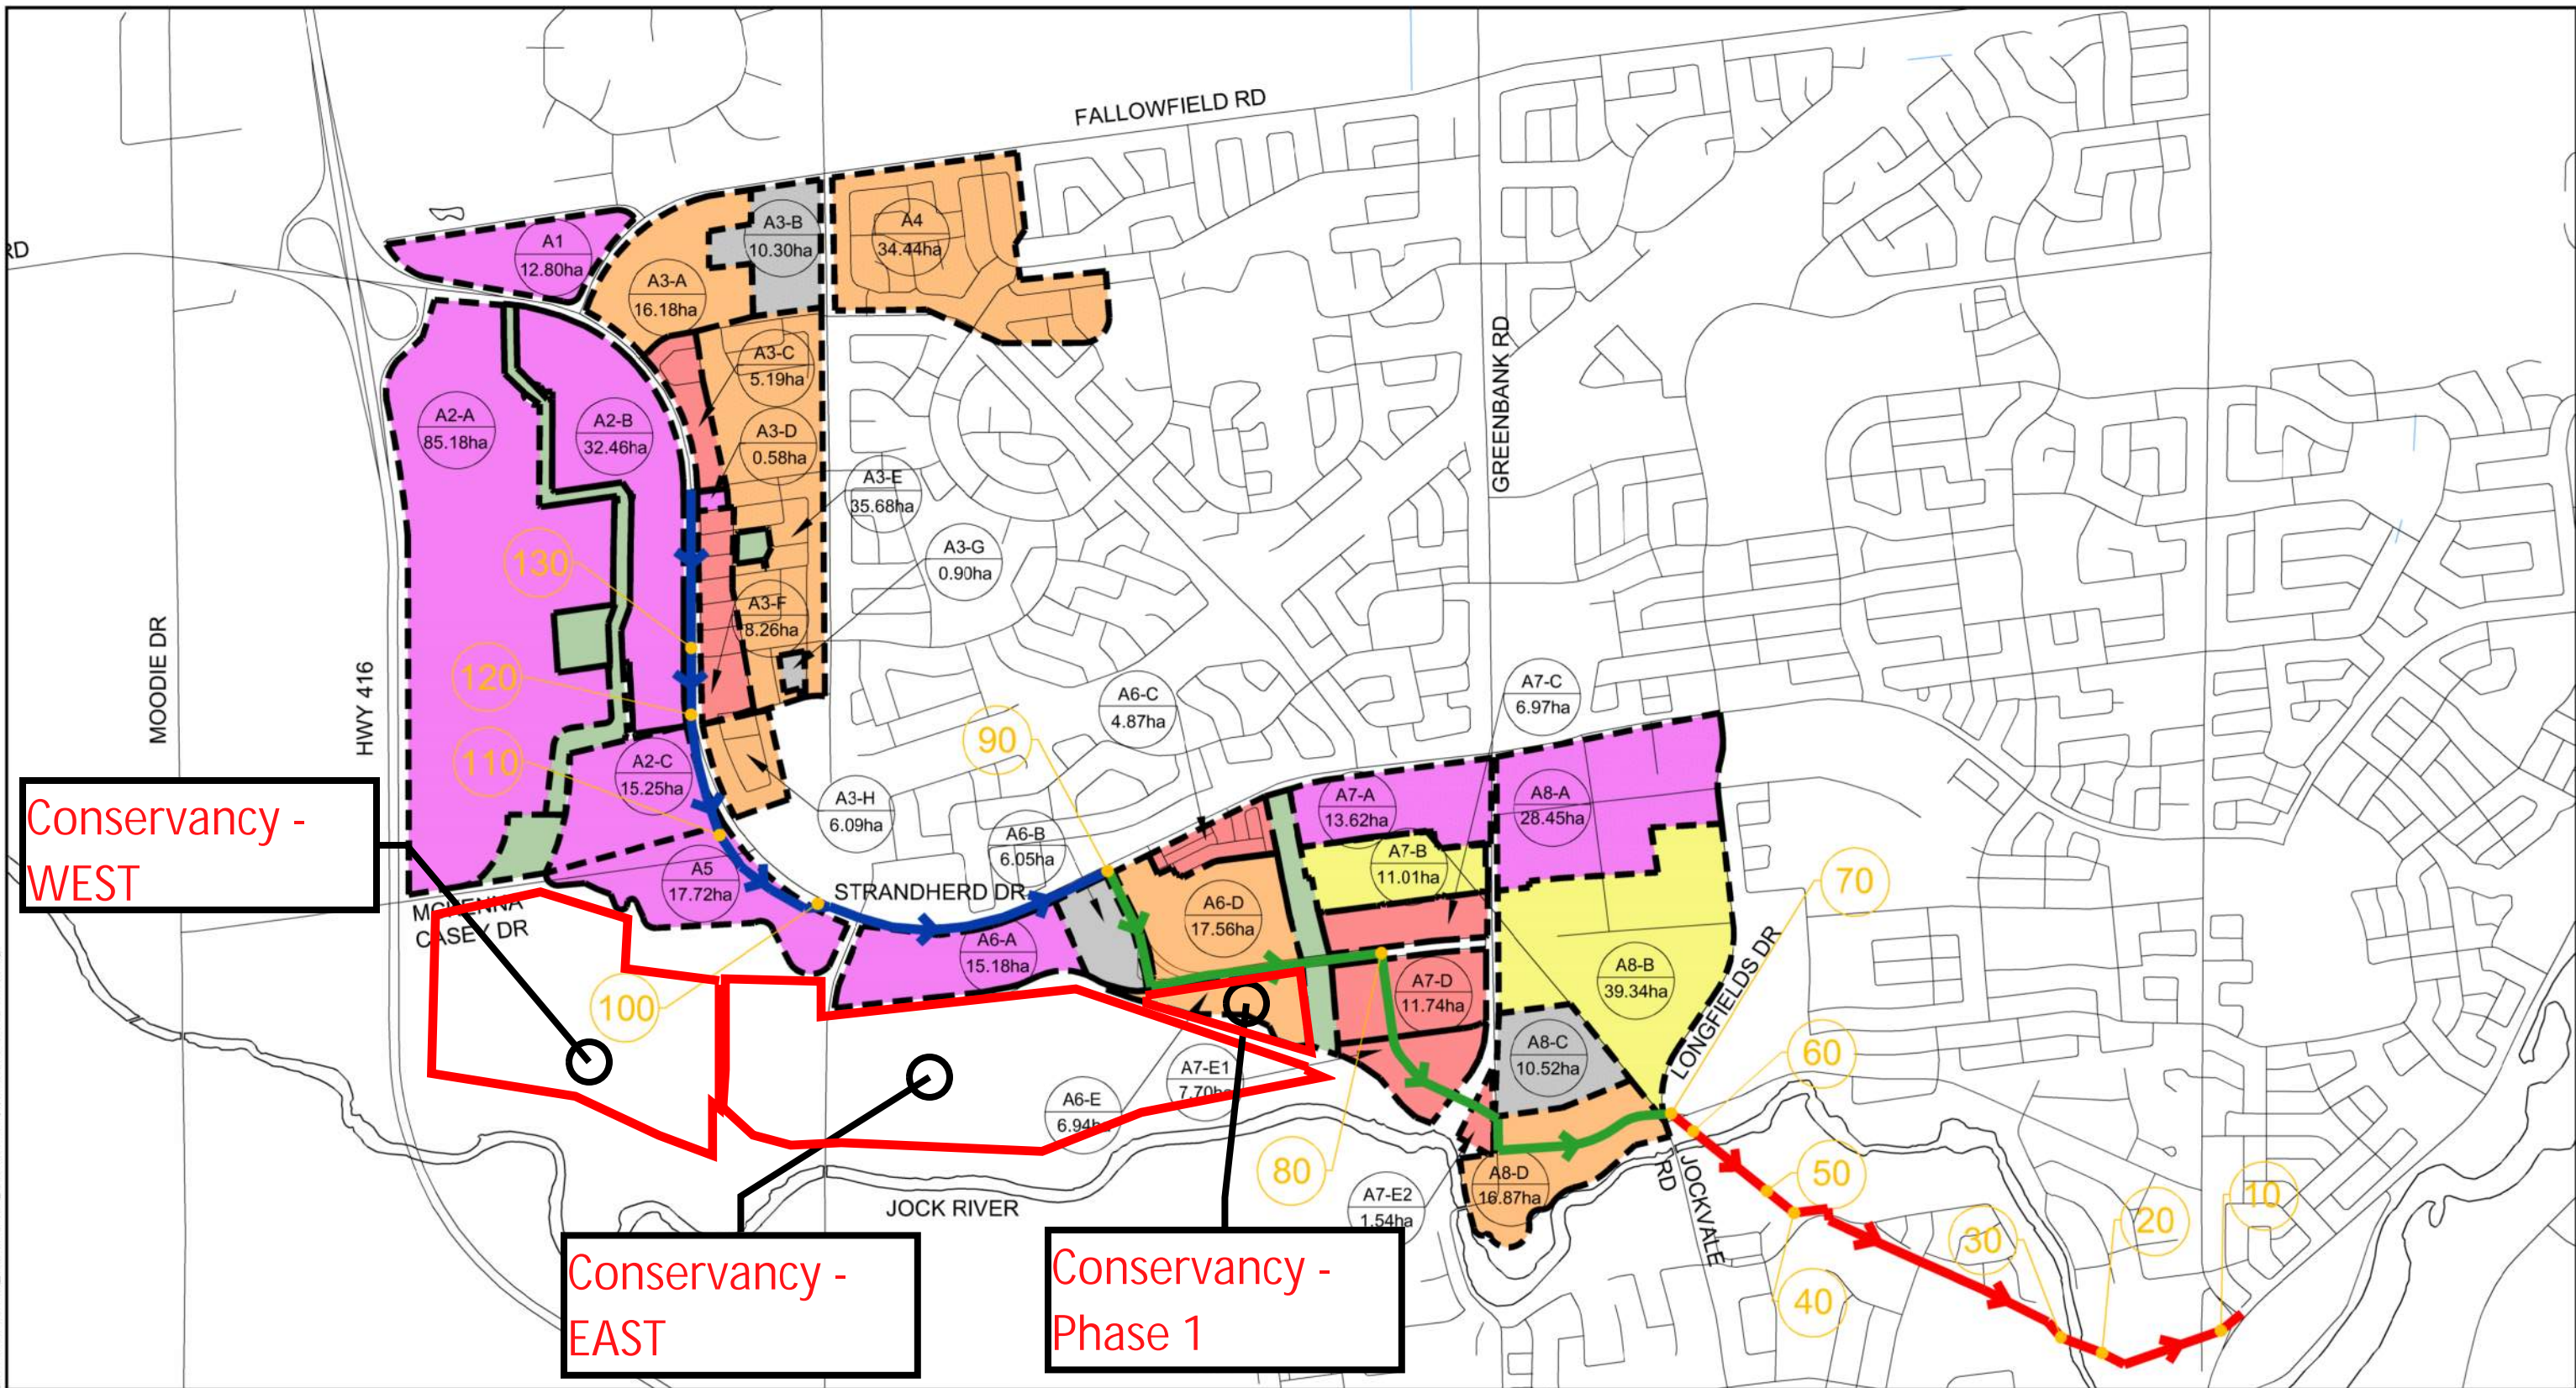 FALLOWFIELD RD
RD
A1
12.80ha
A3-B
10.30ha
A4
34.44ha
A3-A
16.18ha
A3-C
5.19ha
A2-A
85.18ha
A2-B
32.46ha
A3-D
0.58ha
A3-E
35.68ha
GREENBANK RD
A3-G
0.90ha
130
A3-F
8.26ha
MOODIE DR
HWY 416
120
110
A2-C
15.25ha
A3-H
6.09ha
90
A6-C
4.87ha
A7-C
6.97ha
A6-B
6.05ha
A7-A
13.62ha
A8-A
28.45ha
A7-B
11.01ha
Conservancy -
WEST
A5
17.72ha
STRANDHERD DR
MCKENNA
CASEY DR
A6-D
17.56ha
70
A6-A
15.18ha
A7-D
11.74ha
A8-B
39.34ha
LONGFIELDS DR
100
60
A8-C
10.52ha
A7-E1
7.70ha
A6-E
6.94ha
80
A8-D
16.87ha
RD
JOCKVALE
50
A7-E2
1.54ha
JOCK RIVER
10
20
30
40
Conservancy -
EAST
Conservancy -
Phase 1